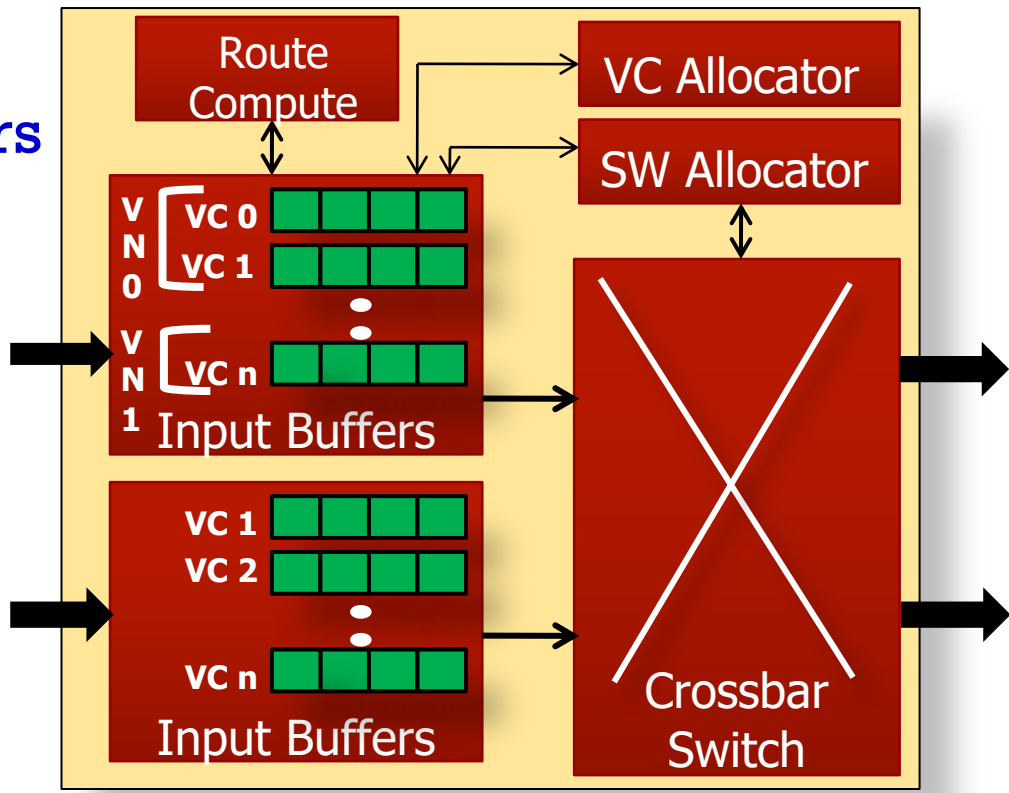 Route
Compute
VC Allocator
rs
SW Allocator
V
N
0
VC 0
VC 1
V
N
1
VC n
Input Buffers
VC 1
VC 2
VC n
Input Buffers
Crossbar
Switch